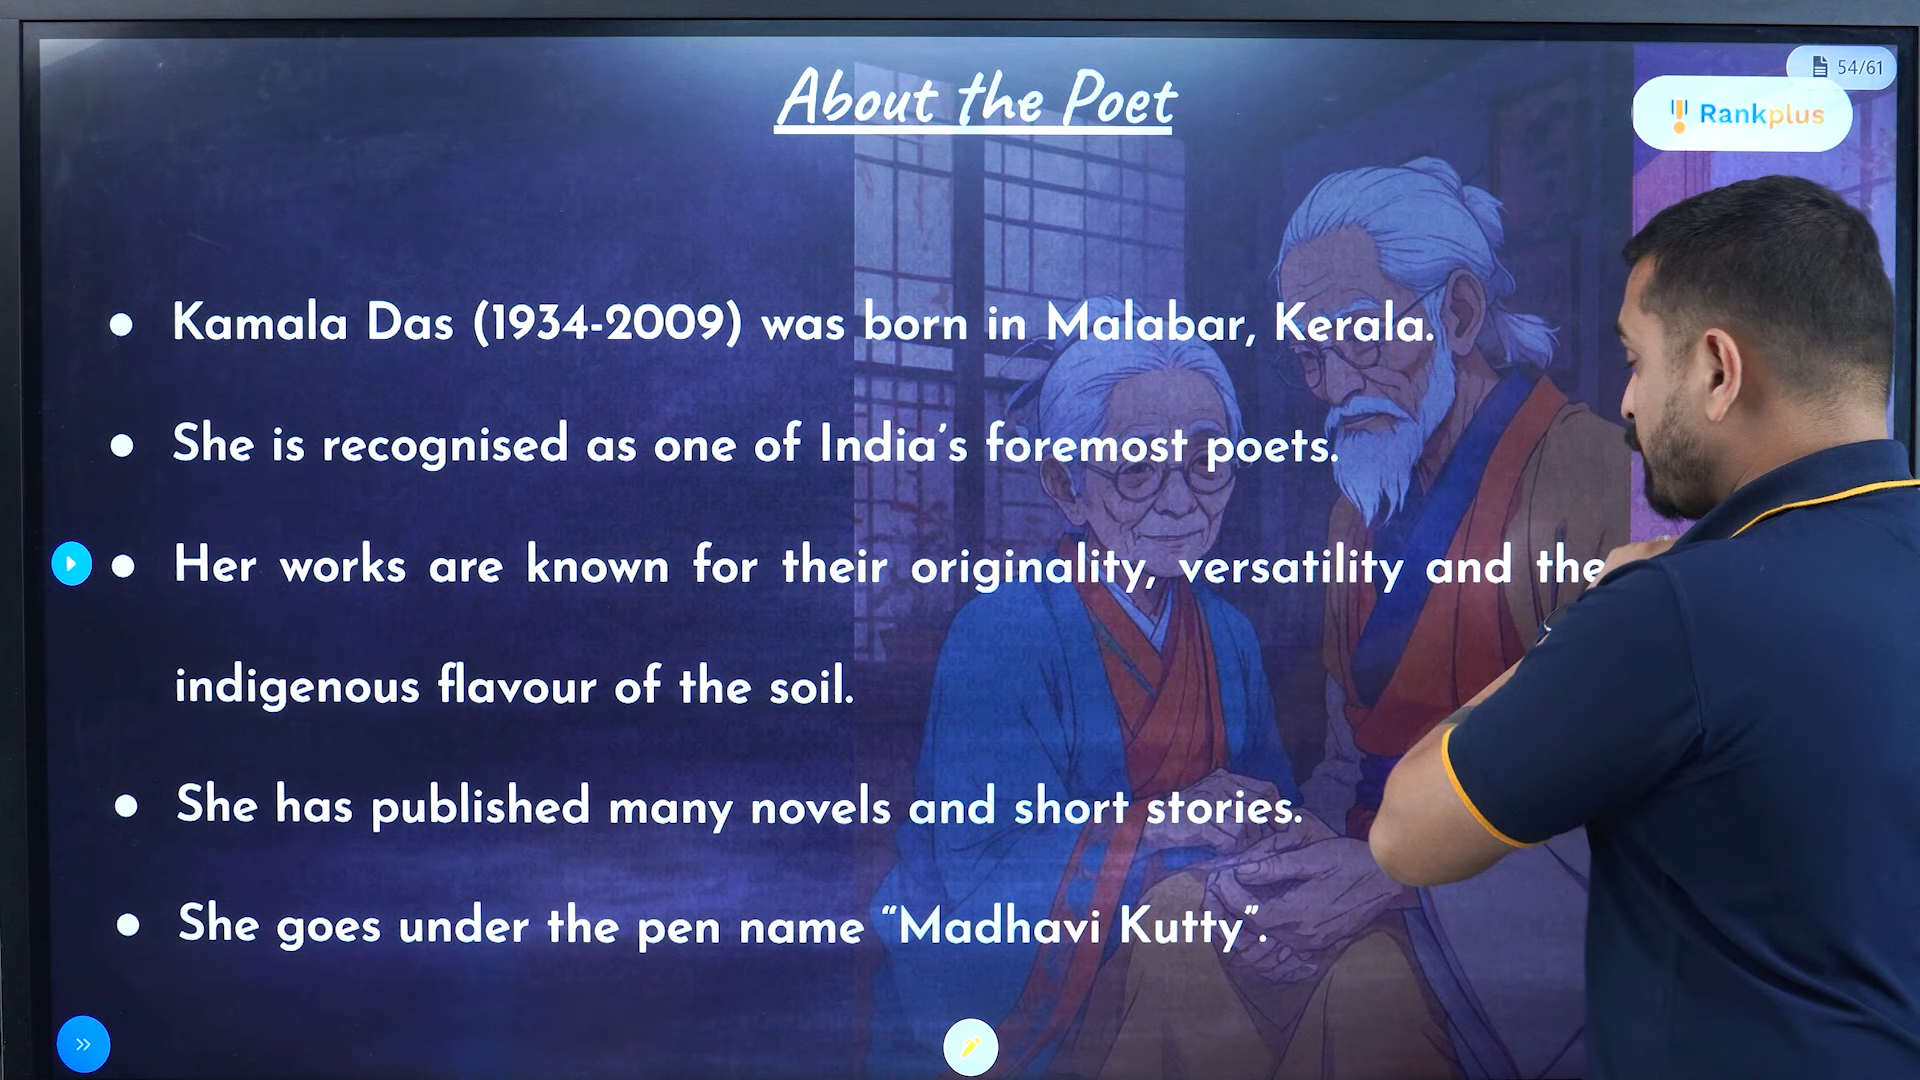 About the Poet
54/61
Rankplus
Kamala Das (1934-2009) was born in Malabar, Kerala.
She is recognised as one of India’s foremost poets.
Her works are known for their originality, versatility and the
indigenous flavour of the soil.
She has published many novels and short stories.
She goes under the pen name “Madhavi Kutty”.